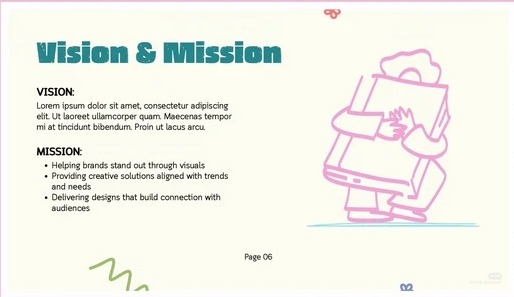 Vision & Mission
VISION:
Lorem ipsum dolor sit amet, consectetur adipiscing
elit. Ut laoreet ullamcorper quam. Maecenas tempor
mi at tincidunt bibendum. Proin ut lacus arcu.
MISSION:
• Helping brands stand out through visuals
• Providing creative solutions aligned with trends
and needs
• Delivering designs that build connection with
audiences
Page 06